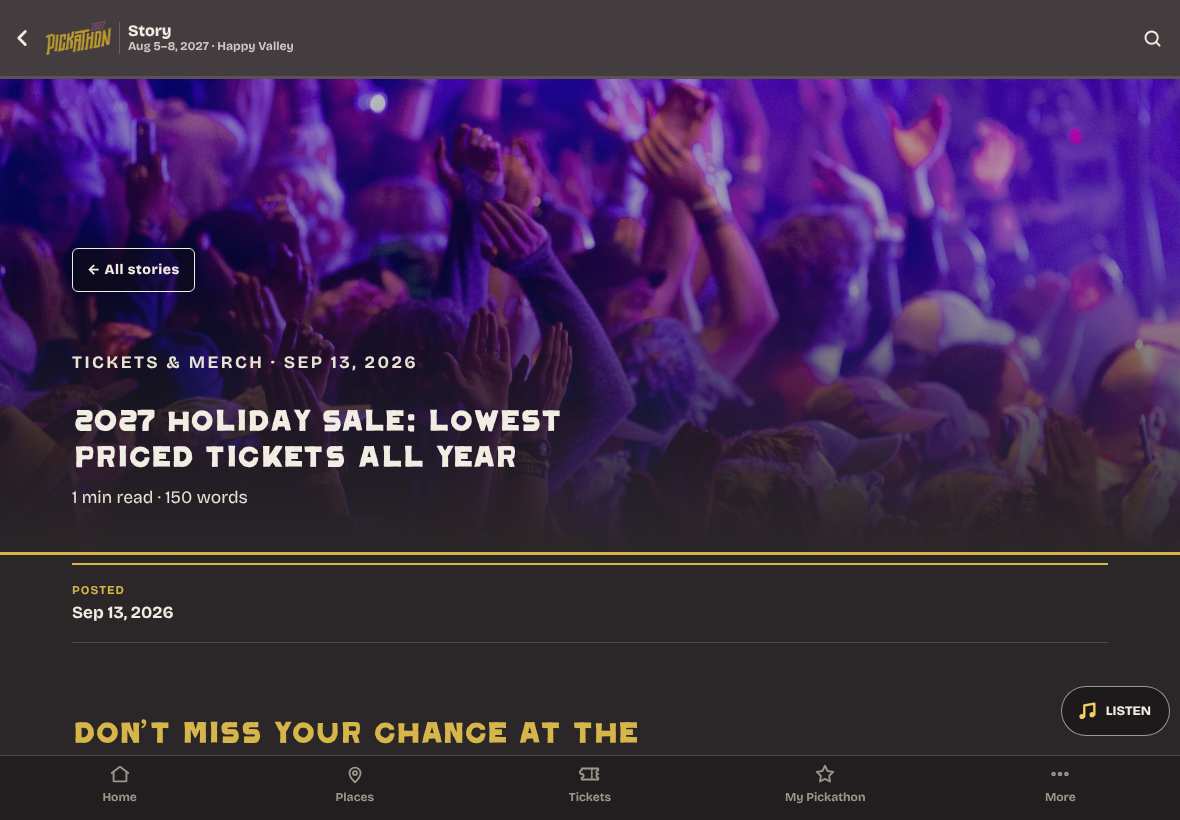 PICKATHON
Story
Aug 5–8, 2027 · Happy Valley
← All stories
TICKETS & MERCH · SEP 13, 2026
2027 HOLIDAY SALE: LOWEST
PRICED TICKETS ALL YEAR
1 min read · 150 words
POSTED
Sep 13, 2026
DON’T MISS YOUR CHANCE AT THE
LISTEN
Home
Places
Tickets
My Pickathon
More